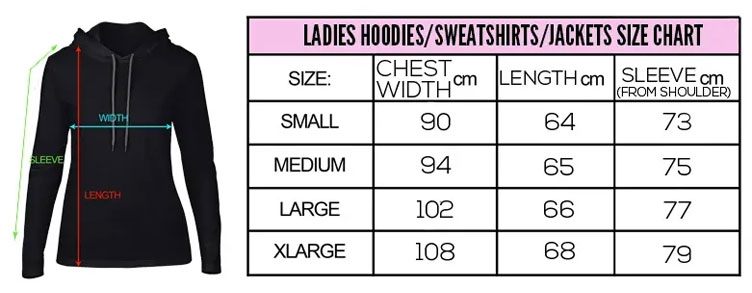 WIDTH
SLEEVE
LENGTH
LADIES HOODIES/SWEATSHIRTS/JACKETS SIZE CHART
SIZE: CHEST WIDTH cm LENGTH cm SLEEVE cm (FROM SHOULDER)
SMALL 90 64 73
MEDIUM 94 65 75
LARGE 102 66 77
XLARGE 108 68 79